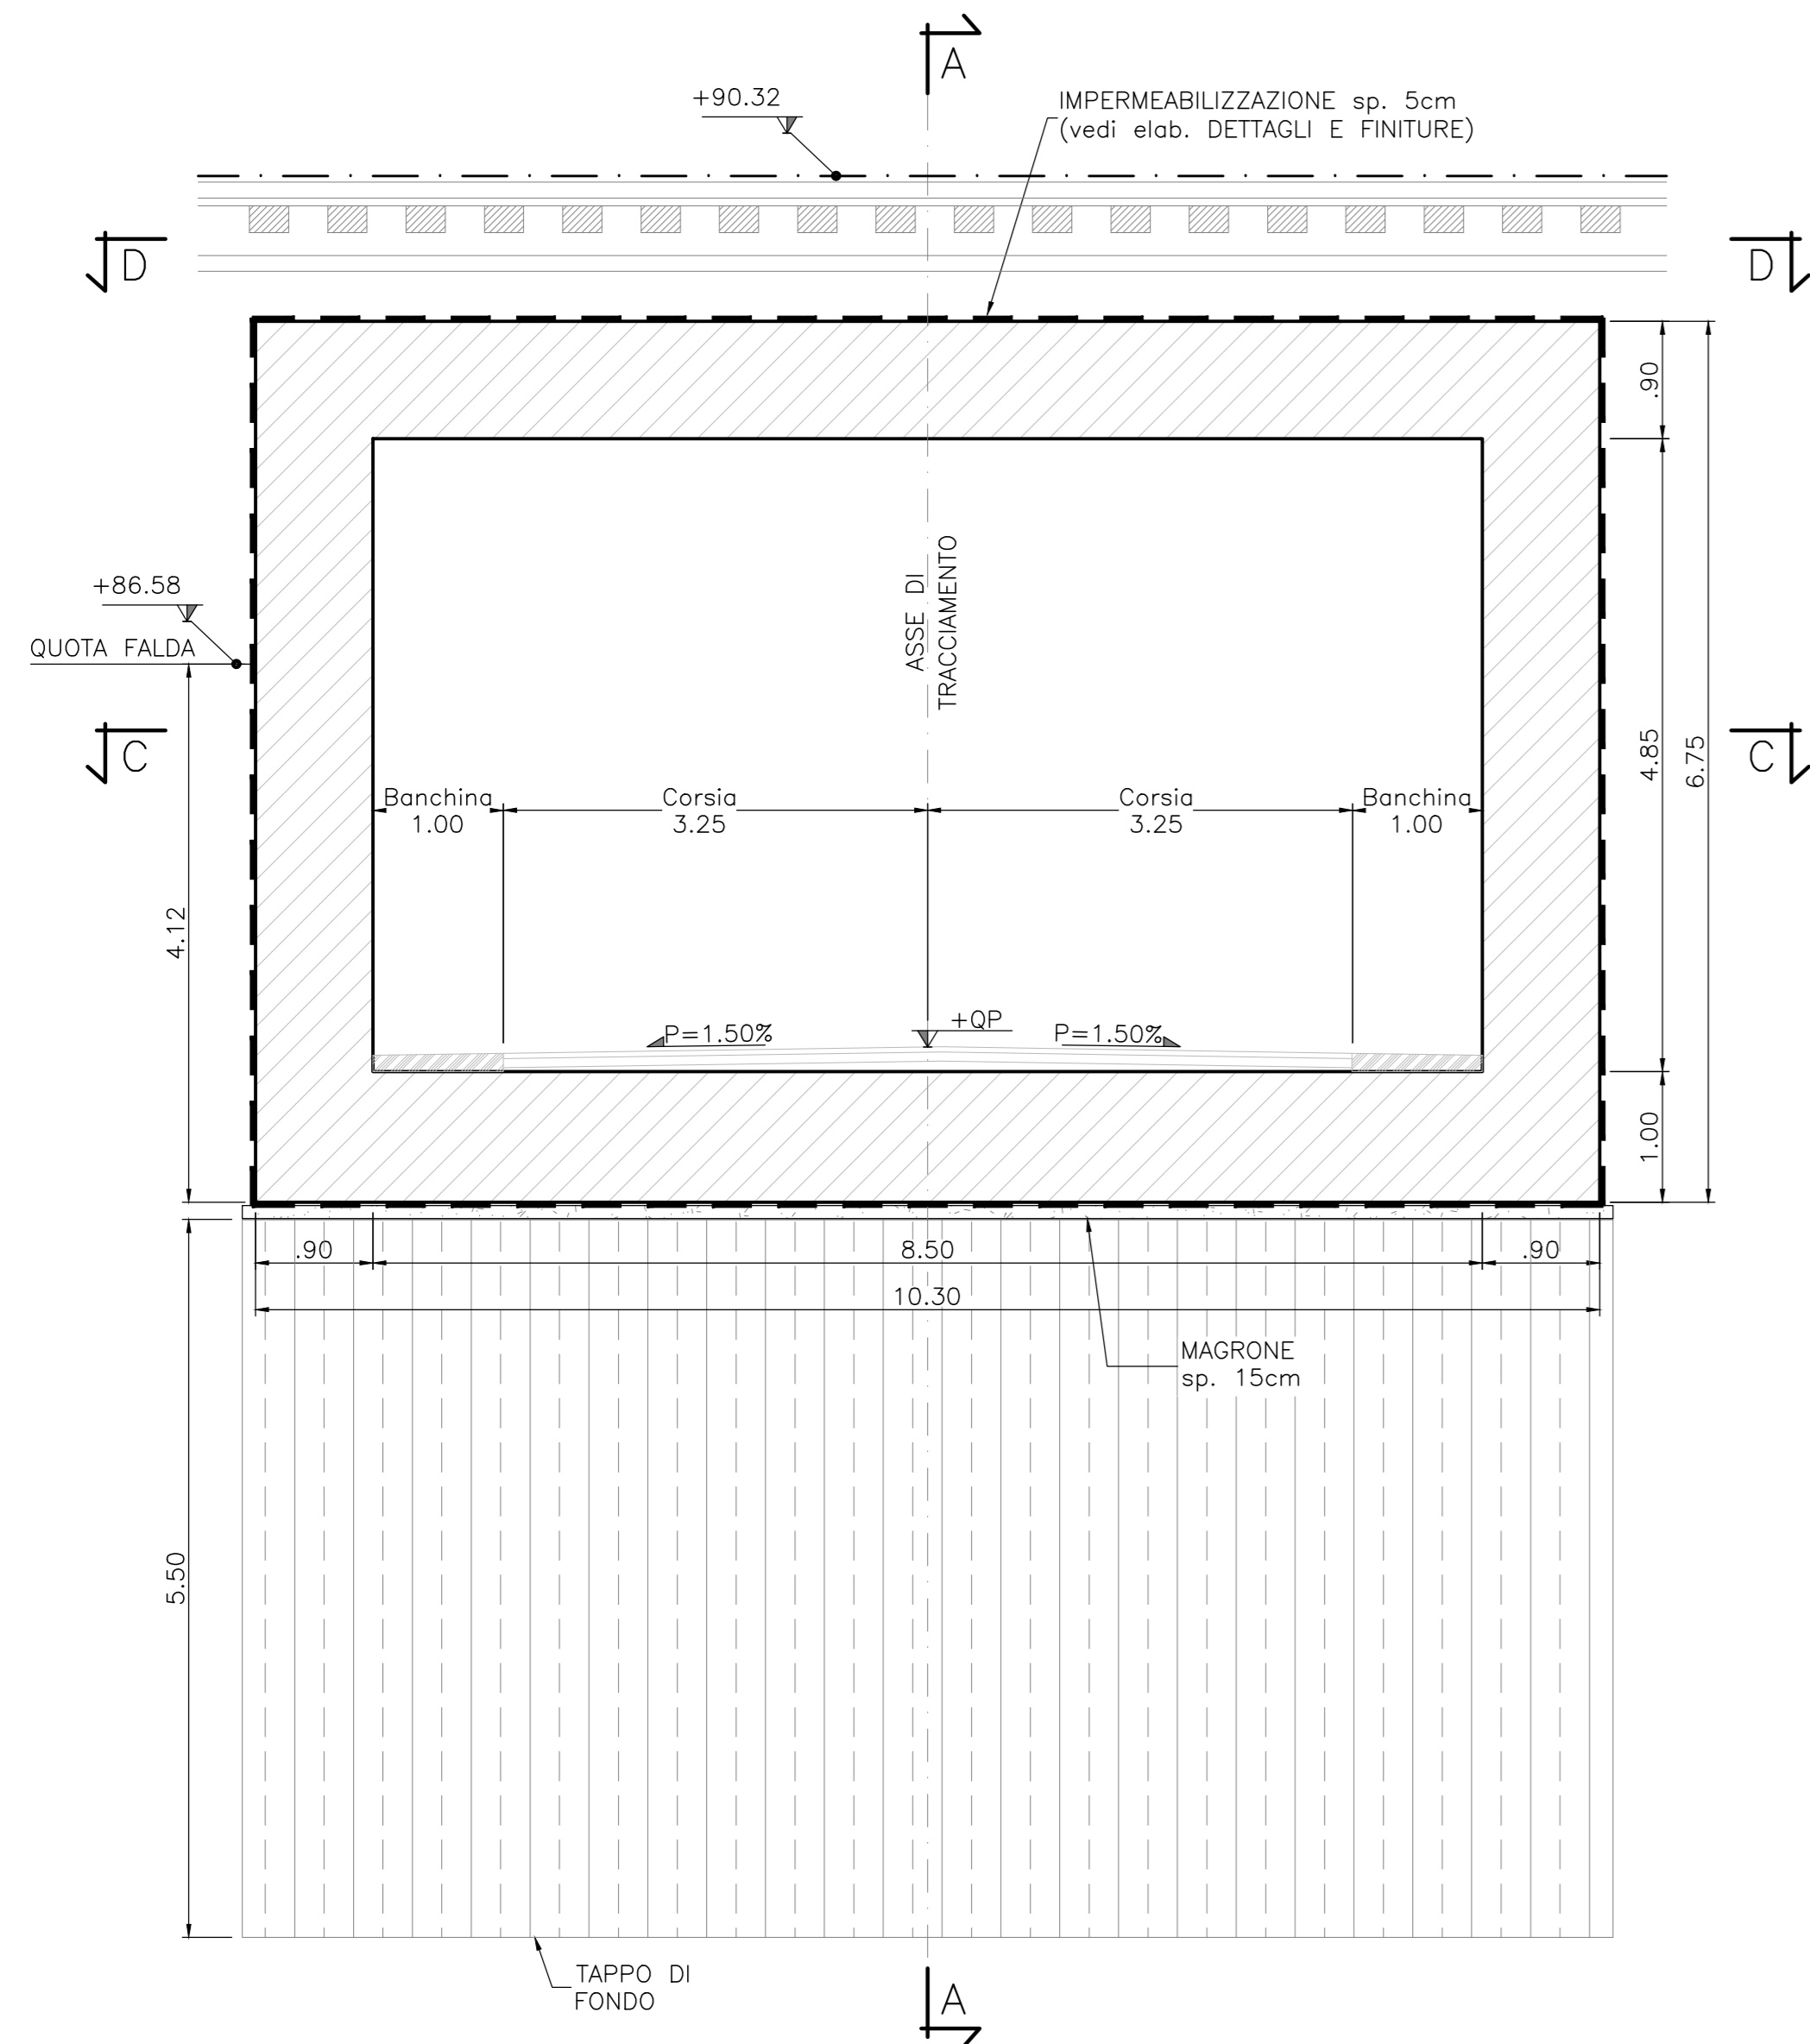 A
+90.32
IMPERMEABILIZZAZIONE sp. 5cm
(vedi elab. DETTAGLI E FINITURE)
D
D
.90
ASSE DI
TRACCIAMENTO
+86.58
QUOTA FALDA
C
C
4.85
6.75
Banchina
1.00
Corsia
3.25
Corsia
3.25
Banchina
1.00
4.12
P=1.50%
+QP
P=1.50%
1.00
.90
8.50
.90
10.30
MAGRONE
sp. 15cm
5.50
TAPPO DI
FONDO
A